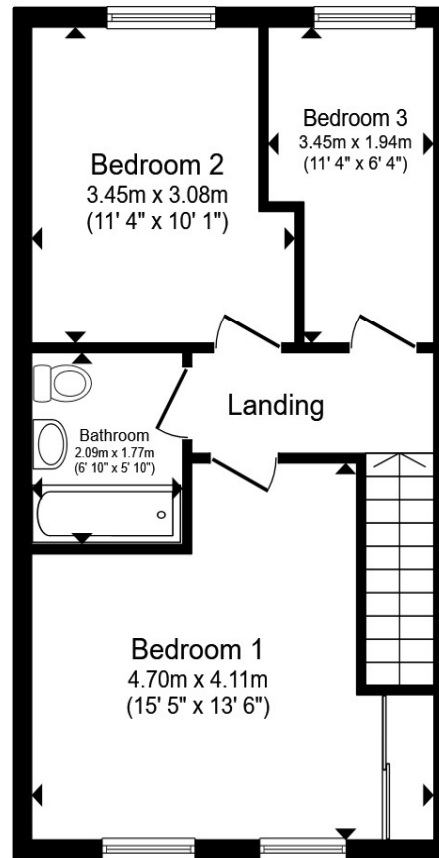 Bedroom 2
3.45m x 3.08m
(11' 4" x 10' 1")
Bedroom 3
3.45m x 1.94m
(11' 4" x 6' 4")
Landing
Bathroom
2.09m x 1.77m
(6' 10" x 5' 10")
Bedroom 1
4.70m x 4.11m
(15' 5" x 13' 6")